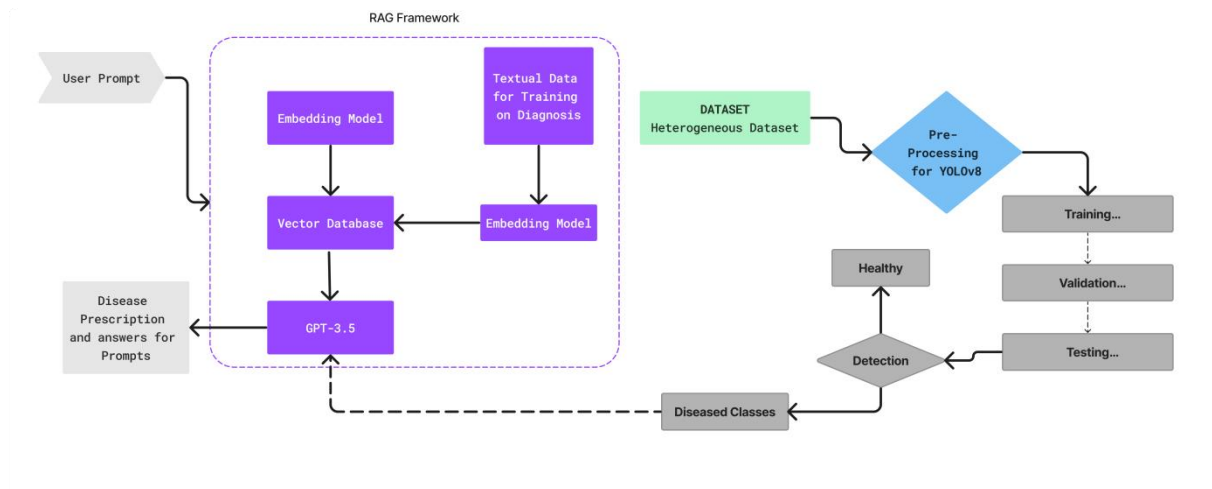 RAG Framework
User Prompt
Embedding Model
Textual Data
for Training
on Diagnosis
Vector Database
Embedding Model
GPT-3.5
Disease
Prescription
and answers for
Prompts
DATASET
Heterogeneous Dataset
Pre-
Processing
for YOLOv8
Training...
Validation...
Testing...
Healthy
Detection
Diseased Classes